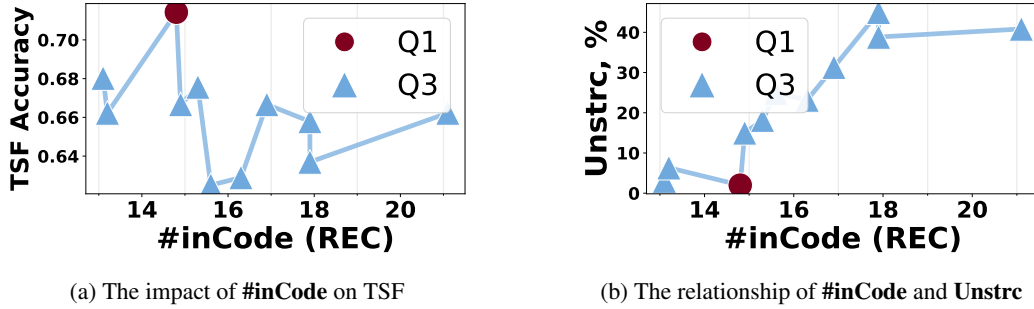 TSF Accuracy
0.70
0.68
0.66
0.64
14 16 18 20
#inCode (REC)
Q1
Q3
(a) The impact of #inCode on TSF
Unstrc, %
40
30
20
10
0
14 16 18 20
#inCode (REC)
Q1
Q3
(b) The relationship of #inCode and Unstrc